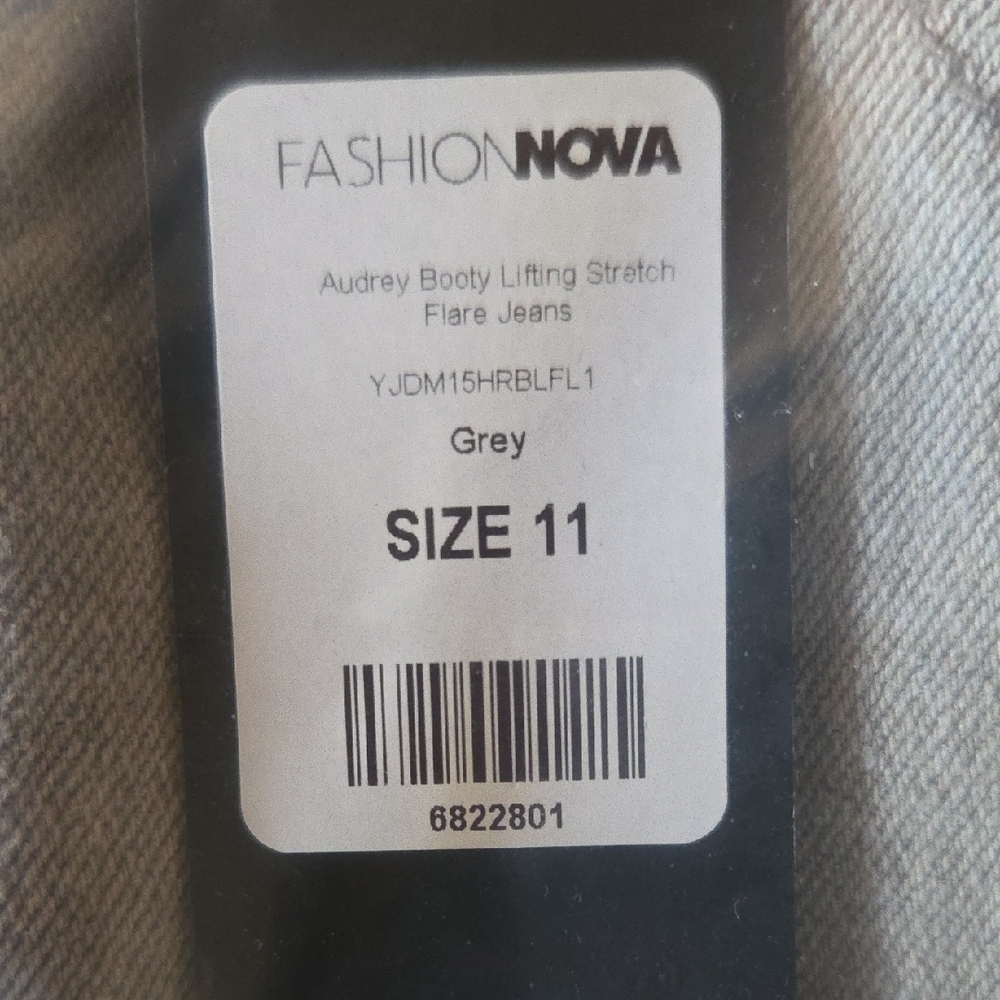 FASHIONNOVA
Audrey Booty Lifting Stretch
Flare Jeans
YJDM15HRBLFL1
Grey
SIZE 11
6822801